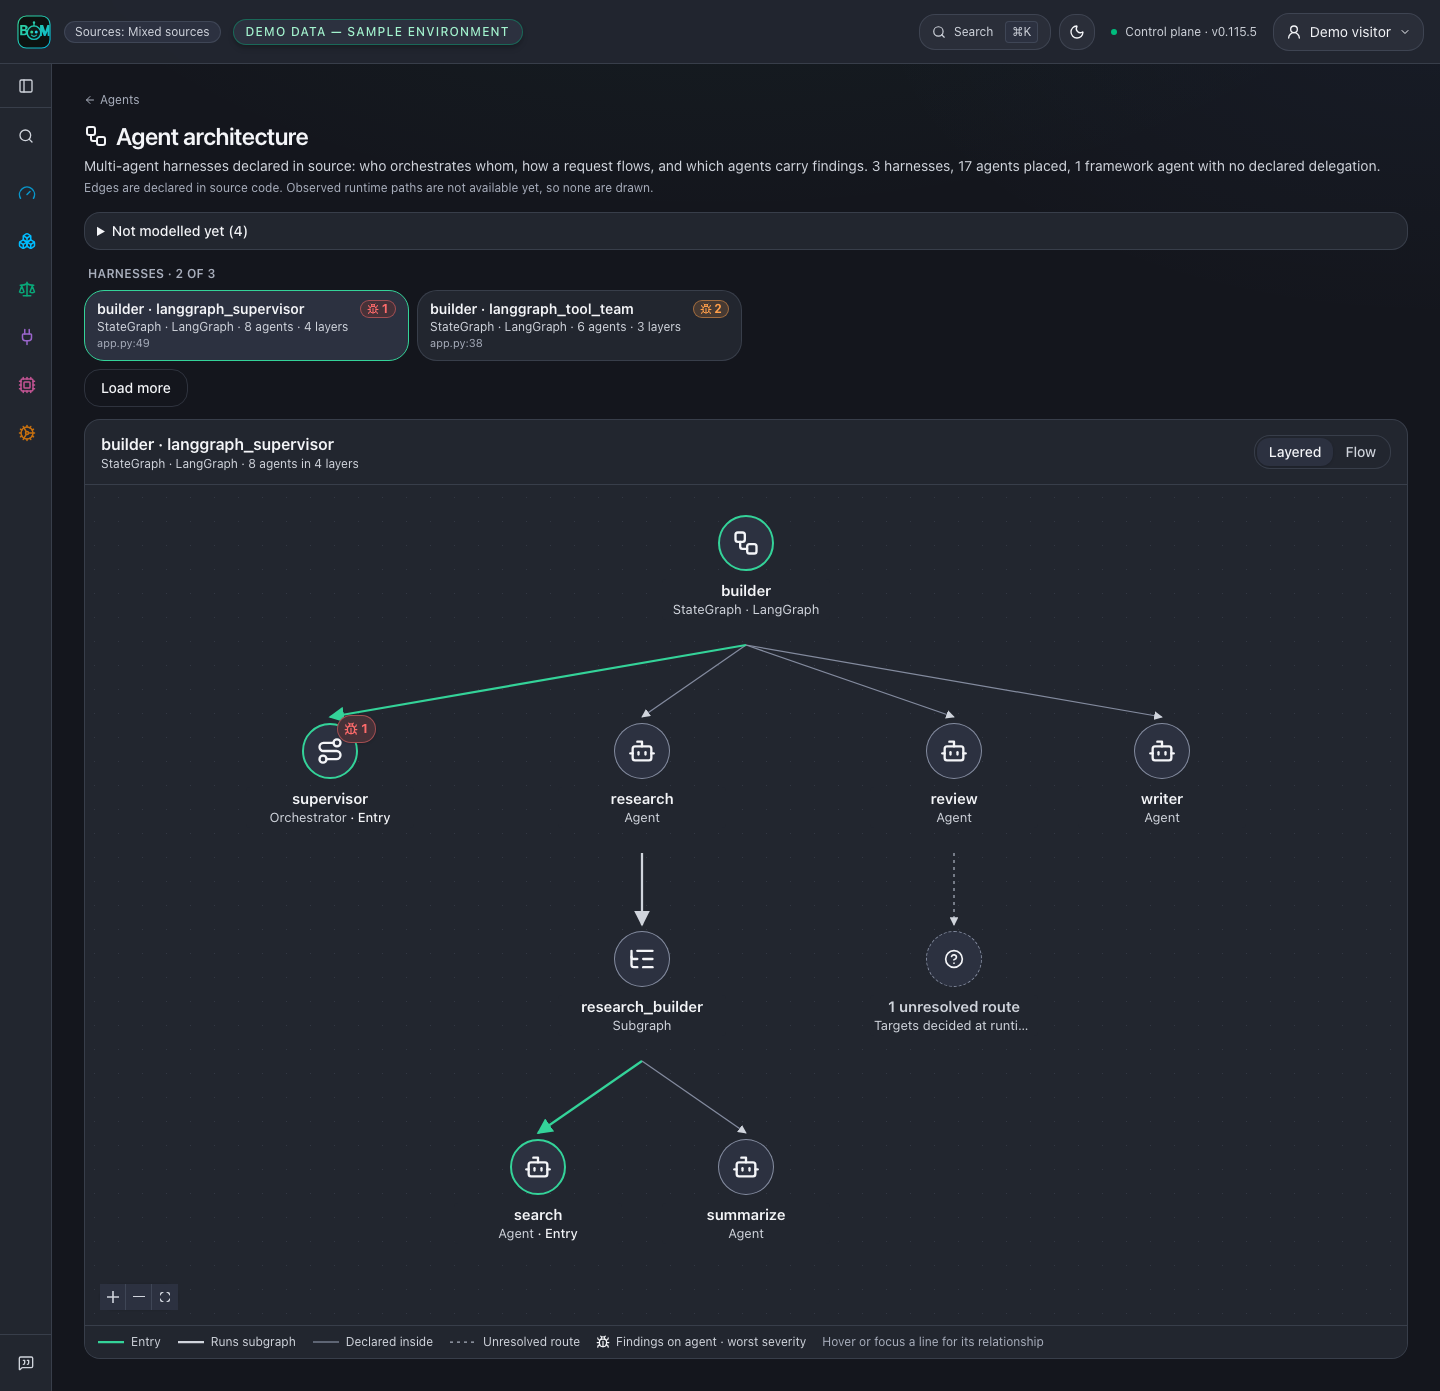 BOM
Sources: Mixed sources
DEMO DATA — SAMPLE ENVIRONMENT
Search ⌘K
Control plane · v0.115.5
Demo visitor
← Agents
Agent architecture
Multi-agent harnesses declared in source: who orchestrates whom, how a request flows, and which agents carry findings. 3 harnesses, 17 agents placed, 1 framework agent with no declared delegation.
Edges are declared in source code. Observed runtime paths are not available yet, so none are drawn.
Not modelled yet (4)
HARNESSES · 2 OF 3
builder · langgraph_supervisor 1
StateGraph · LangGraph · 8 agents · 4 layers
app.py:49
builder · langgraph_tool_team 2
StateGraph · LangGraph · 6 agents · 3 layers
app.py:38
Load more
builder · langgraph_supervisor
StateGraph · LangGraph · 8 agents in 4 layers
Layered Flow
builder
StateGraph · LangGraph
1
supervisor
Orchestrator · Entry
research
Agent
review
Agent
writer
Agent
research_builder
Subgraph
1 unresolved route
Targets decided at runti...
search
Agent · Entry
summarize
Agent
Entry
Runs subgraph
Declared inside
Unresolved route
Findings on agent · worst severity
Hover or focus a line for its relationship